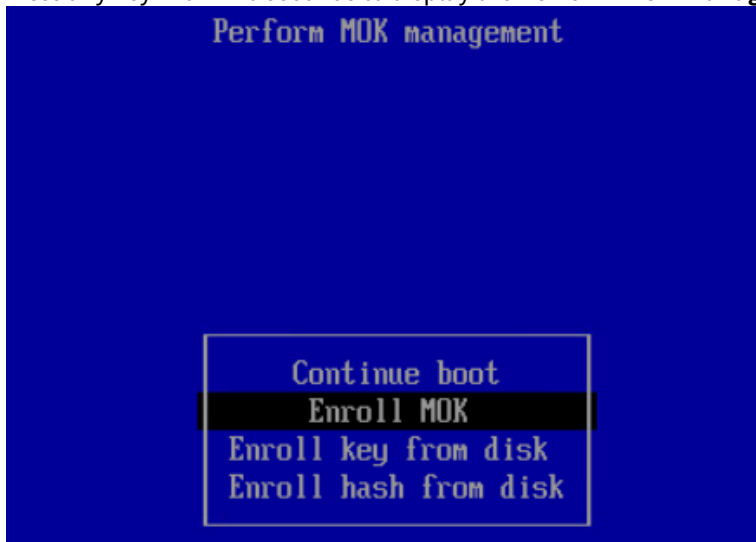 Perform MOK management
Continue boot
Enroll MOK
Enroll key from disk
Enroll hash from disk